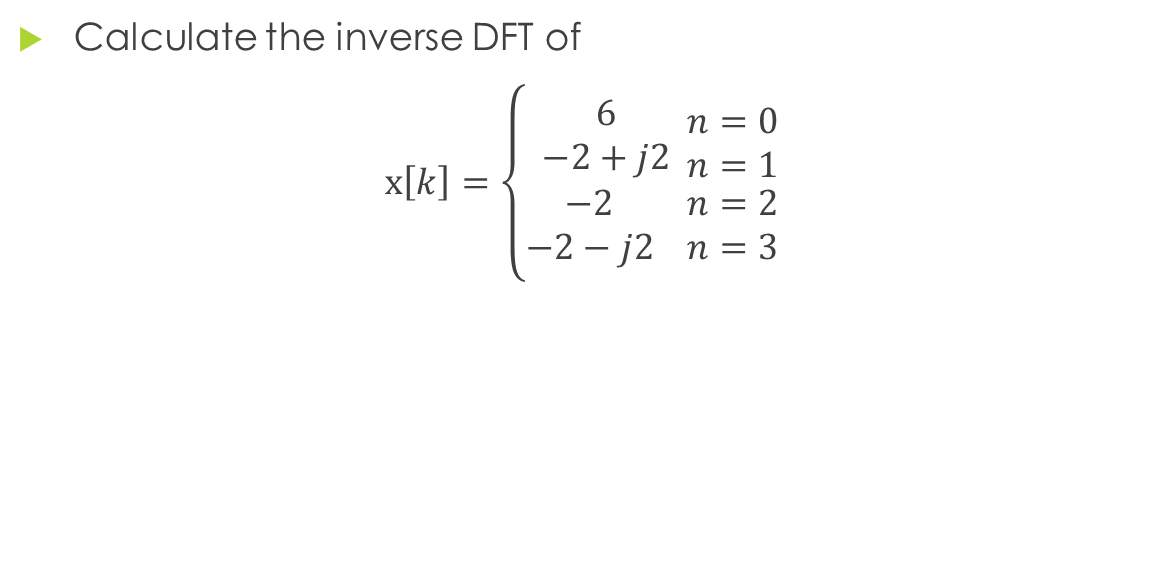 Calculate the inverse DFT of
6 n = 0
−2 + j2 n = 1
x[k] = {
−2 n = 2
−2 − j2 n = 3